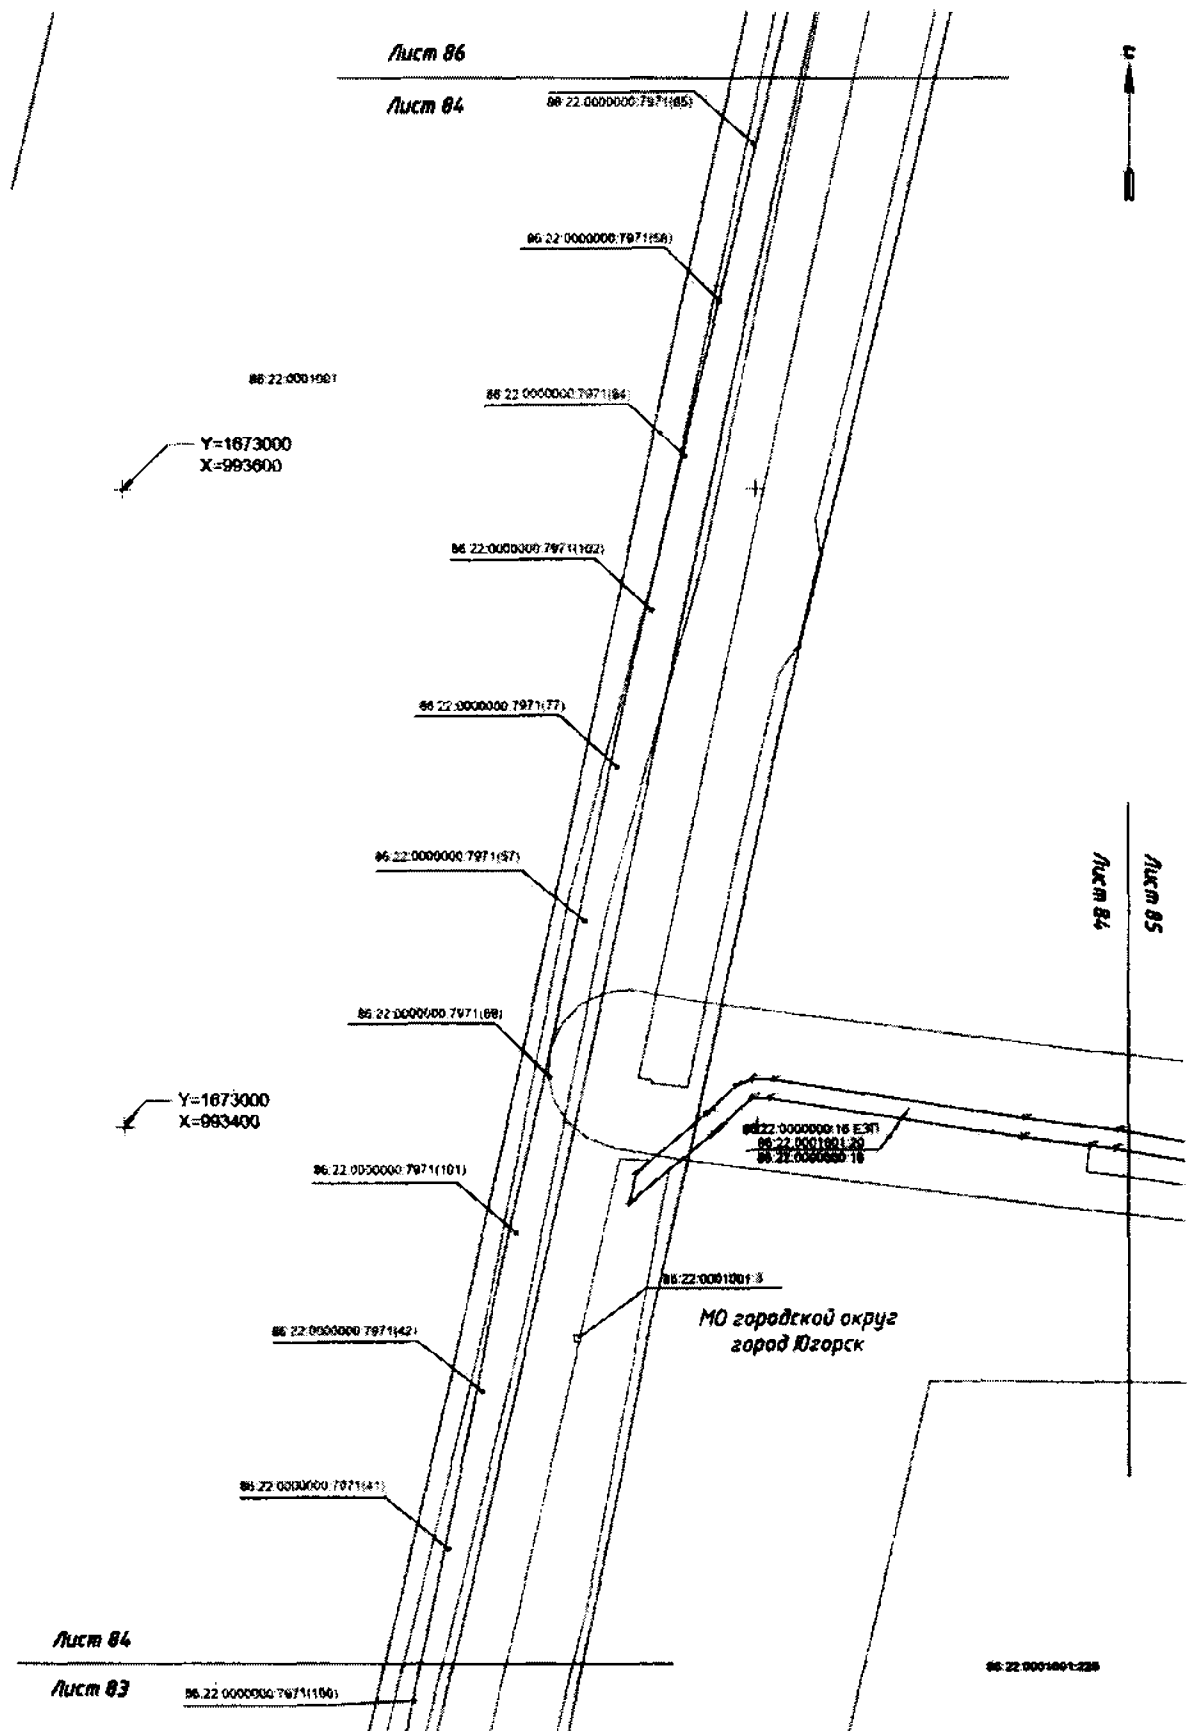 Лист 86
Лист 84
86:22:0000000:7971(85)
86:22:0000000:7971(58)
86:22:0001001
86:22:0000000:7971(84)
Y=1673000
X=993600
86:22:0000000:7971(102)
86:22:0000000:7971(77)
86:22:0000000:7971(57)
Лист 84
Лист 85
86:22:0000000:7971(68)
Y=1673000
X=993400
86:22:0000000:16 ЕЗП
86:22:0001001:20
86:22:0000000:16
86:22:0000000:7971(101)
МО городской округ
город Югорск
86:22:0000000:7971(42)
86:22:0000000:7971(41)
Лист 84
Лист 83
86:22:0001001:226
86:22:0000000:7971(100)